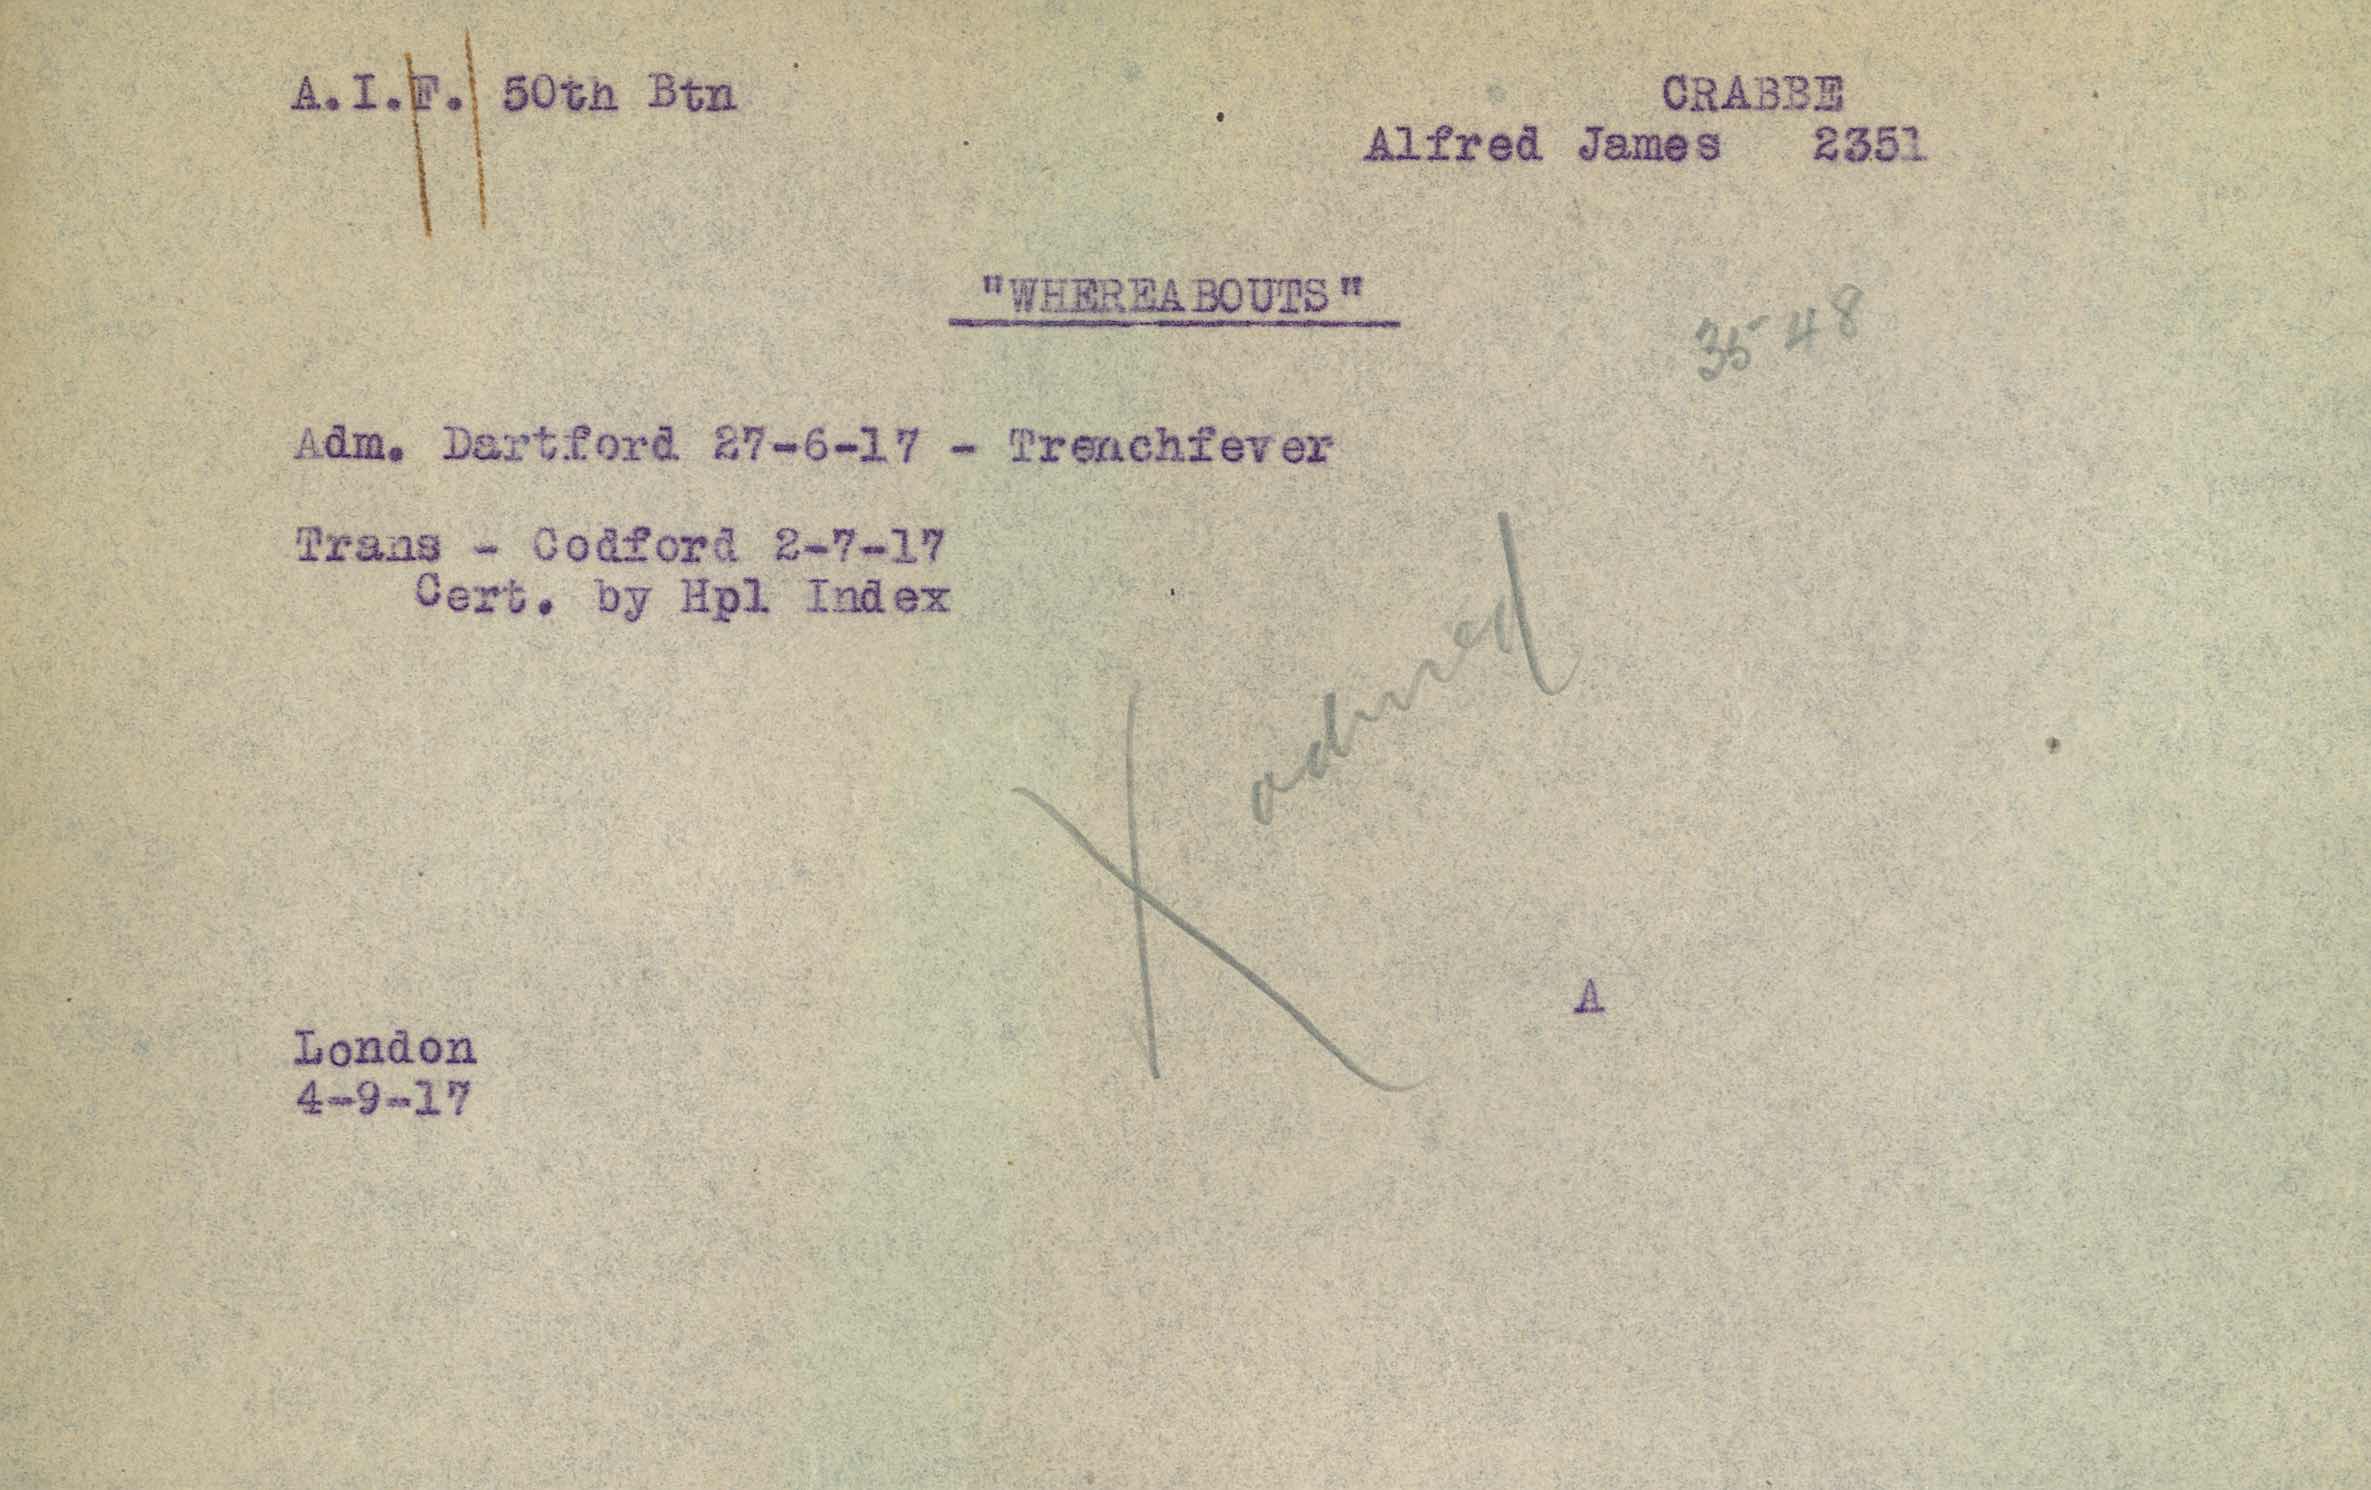 A.I.F. 50th Btn
CRABBE
Alfred James 2351
"WHEREABOUTS"
3548
Adm. Dartford 27-6-17 - Trenchfever
Trans - Codford 2-7-17
Cert. by Hpl Index
X advised
A
London
4-9-17